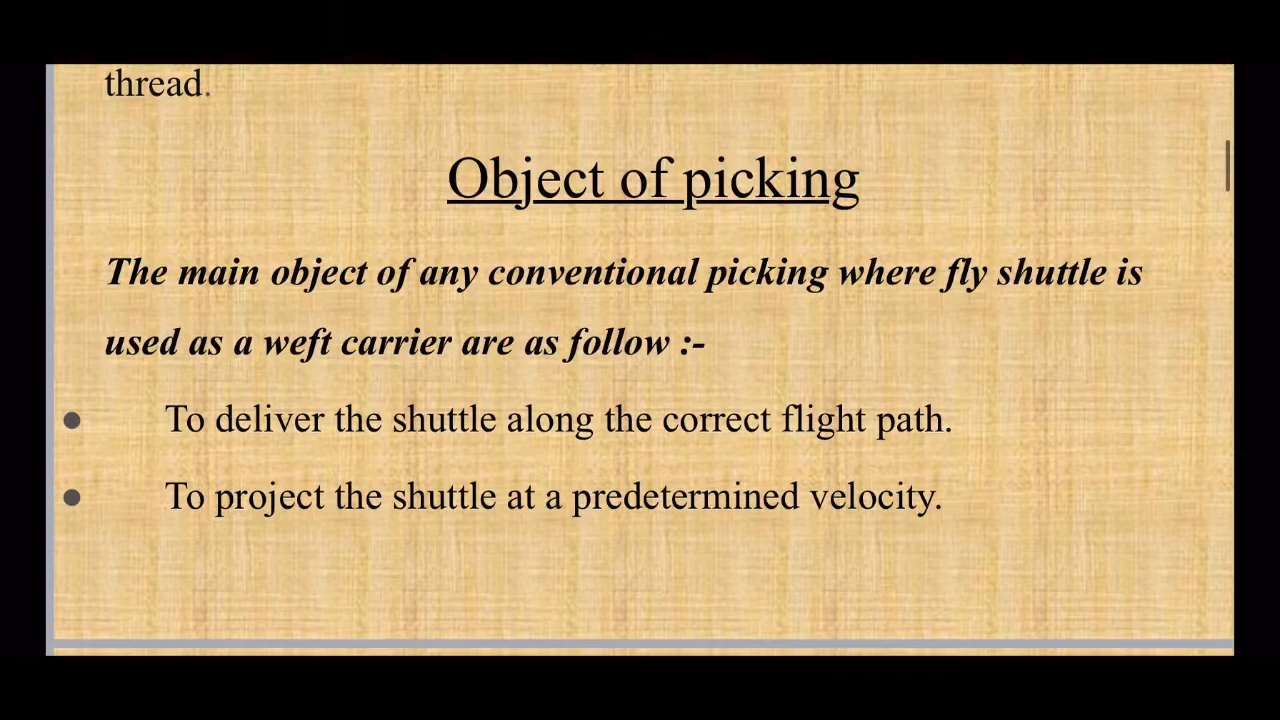 thread.
Object of picking
The main object of any conventional picking where fly shuttle is
used as a weft carrier are as follow :-
● To deliver the shuttle along the correct flight path.
● To project the shuttle at a predetermined velocity.